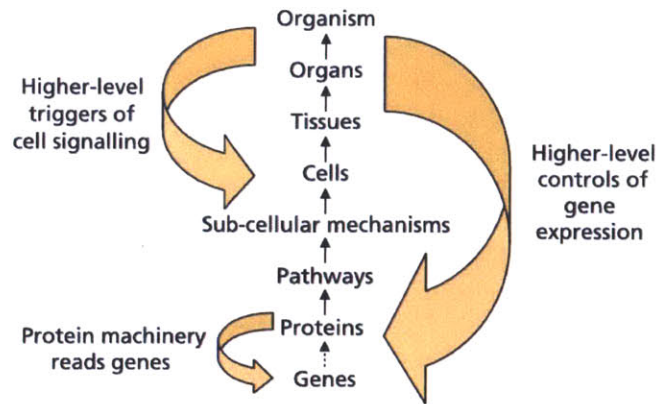 Organism
Organs
Tissues
Cells
Sub-cellular mechanisms
Pathways
Proteins
Genes
Higher-level
triggers of
cell signalling
Protein machinery
reads genes
Higher-level
controls of
gene
expression